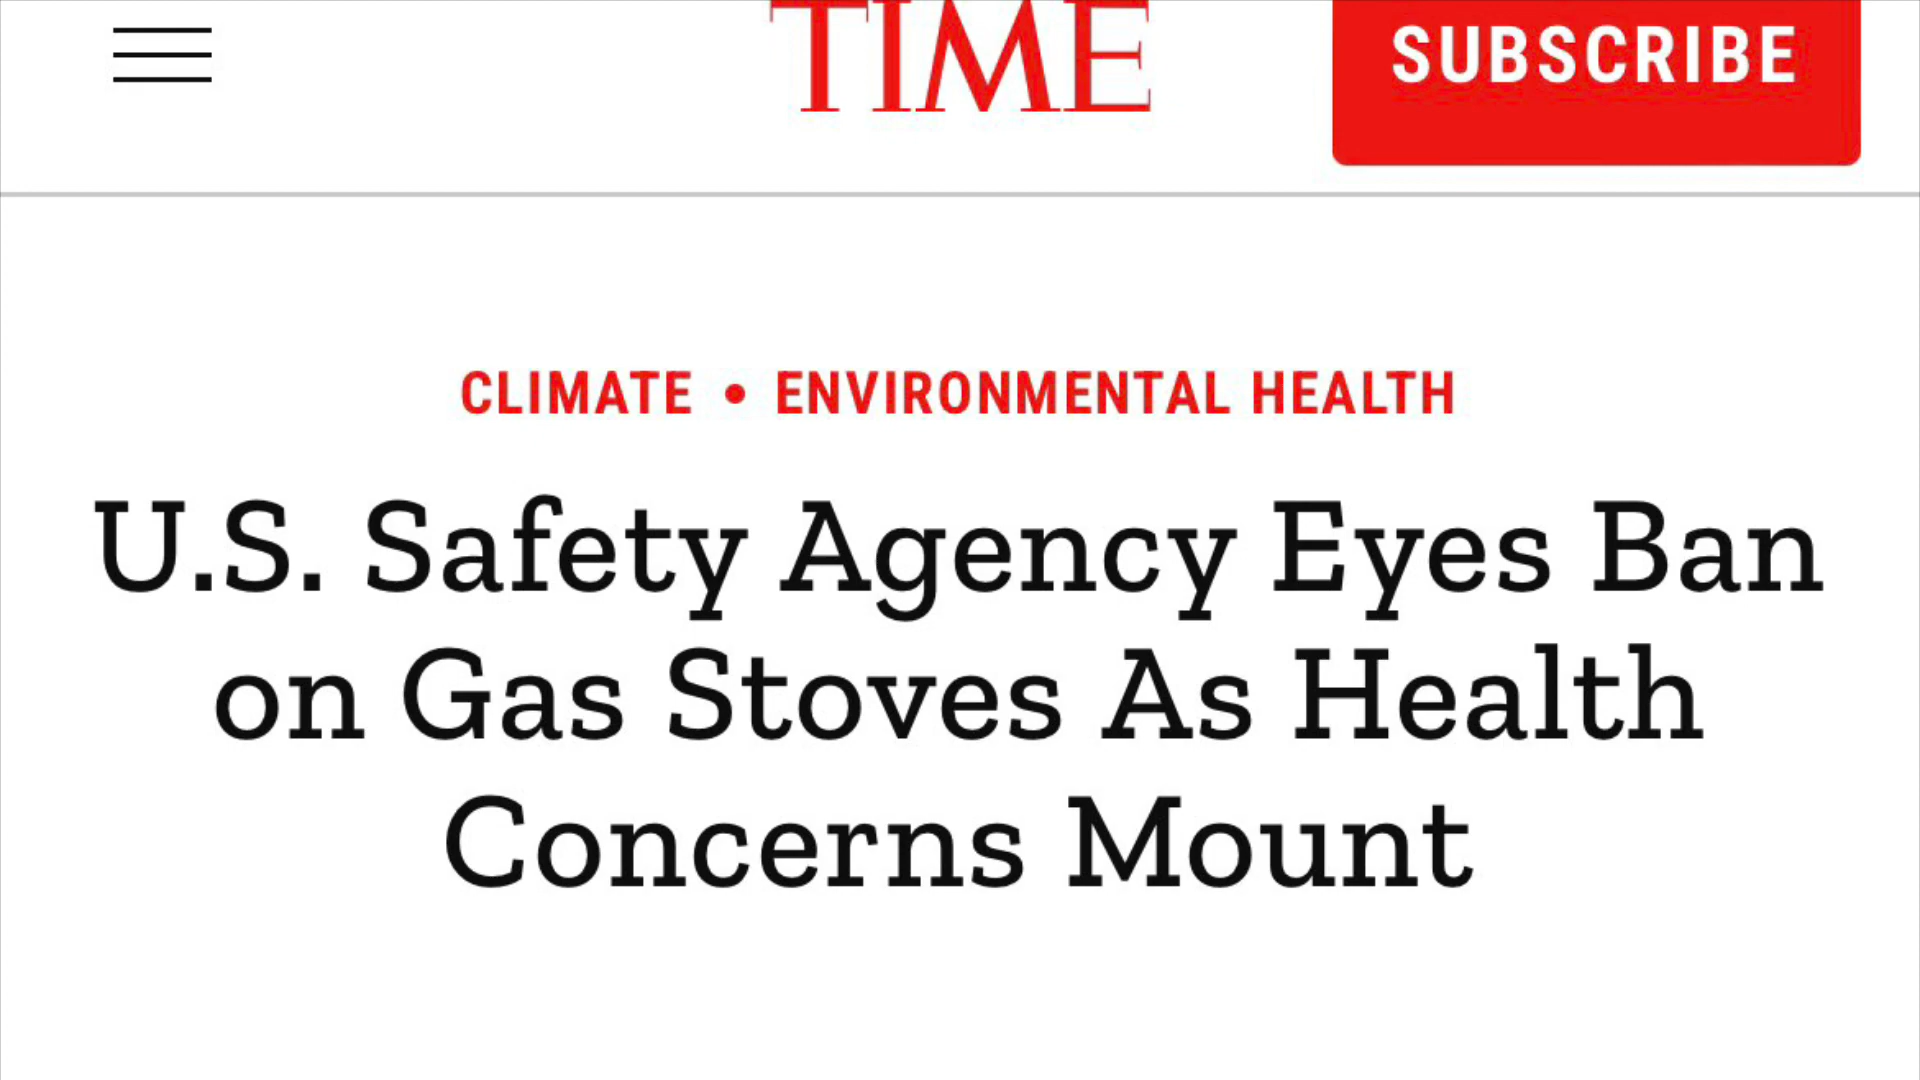 TIME
SUBSCRIBE
CLIMATE • ENVIRONMENTAL HEALTH
U.S. Safety Agency Eyes Ban
on Gas Stoves As Health
Concerns Mount